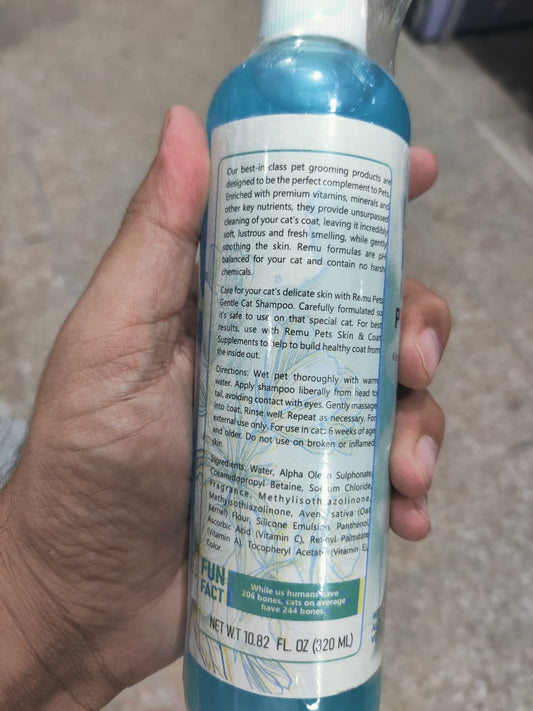 Our best-in class pet grooming products are
designed to be the perfect complement to Pets.
Enriched with premium vitamins, minerals and
other key nutrients, they provide unsurpassed
cleaning of your cat's coat, leaving it incredibly
soft, lustrous and fresh smelling, while gently
soothing the skin. Remu formulas are pH
balanced for your cat and contain no harsh
chemicals.
Care for your cat's delicate skin with Remu Pets
Gentle Cat Shampoo. Carefully formulated so
it's safe to use on that special cat. For best
results, use with Remu Pets Skin & Coat
Supplements to help to build healthy coat from
the inside out.
Directions: Wet pet thoroughly with warm
water. Apply shampoo liberally from head to
tail, avoiding contact with eyes. Gently massage
into coat. Rinse well. Repeat as necessary. For
external use only. For use in cats 6 weeks of age
and older. Do not use on broken or inflamed
skin.
Ingredients: Water, Alpha Olefin Sulphonate,
Cocamidopropyl Betaine, Sodium Chloride,
Fragrance, Methylisothiazolinone,
Methylisothiazolinone, Avena sativa (Oat
Kernel) Flour, Silicone Emulsion, Panthenol,
Ascorbic Acid (Vitamin C), Retinyl Palmitate
(Vitamin A), Tocopheryl Acetate (Vitamin E),
Color.
FUN
FACT
While us humans have
206 bones, cats on average
have 244 bones.
NET W.T 10.82 FL. OZ (320 ML)